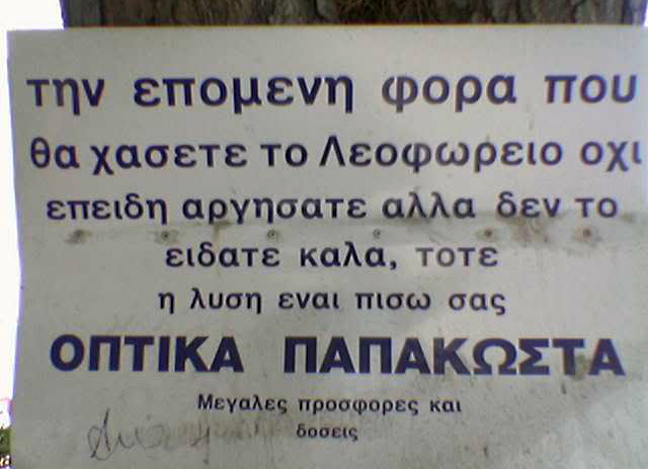 την επομενη φορα που
θα χασετε το Λεοφωρειο οχι
επειδη αργησατε αλλα δεν το
ειδατε καλα, τοτε
η λυση εναι πισω σας
ΟΠΤΙΚΑ ΠΑΠΑΚΩΣΤΑ
Μεγαλες προσφορες και
δοσεις